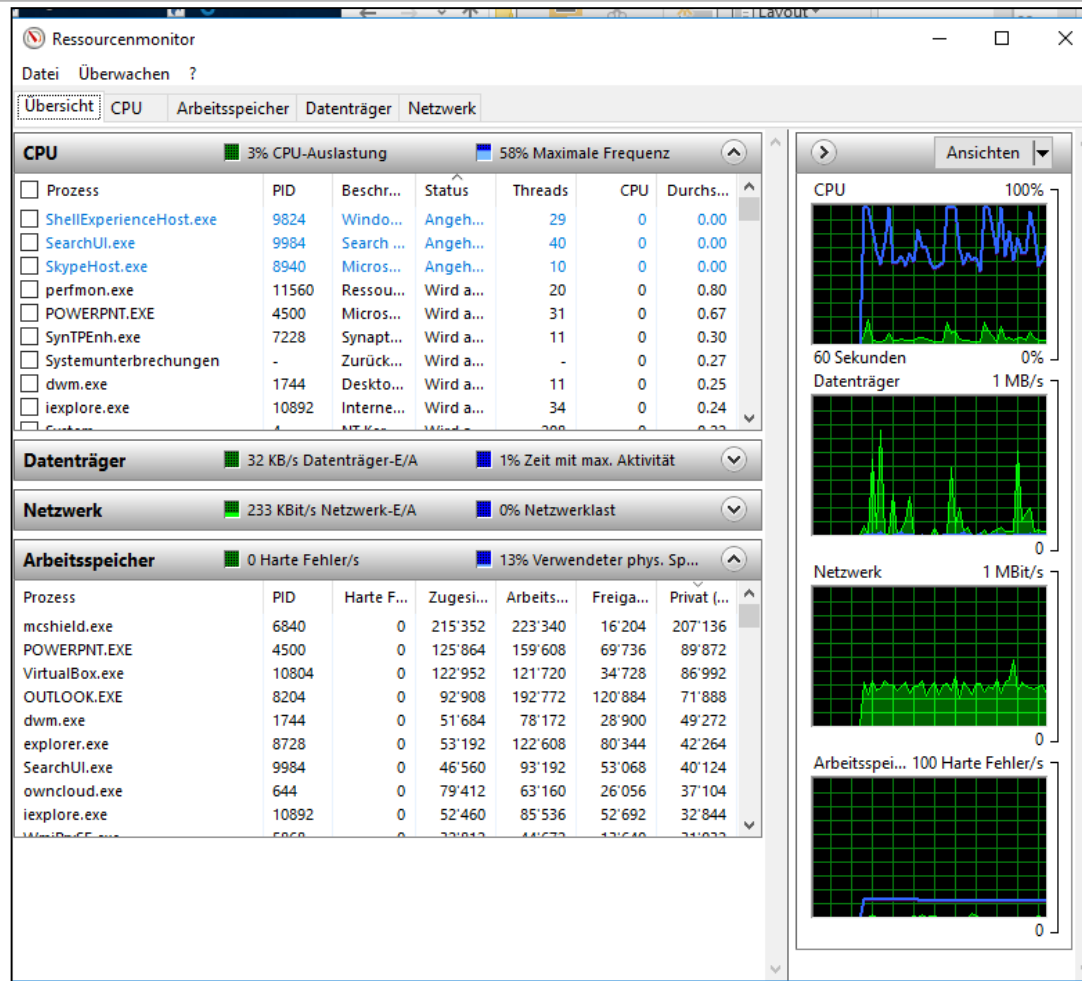 Layout
Ressourcenmonitor
Datei Überwachen ?
Übersicht CPU Arbeitsspeicher Datenträger Netzwerk
CPU 3% CPU-Auslastung 58% Maximale Frequenz
Prozess PID Beschr... Status Threads CPU Durchs...
ShellExperienceHost.exe 9824 Windo... Angeh... 29 0 0.00
SearchUI.exe 9984 Search ... Angeh... 40 0 0.00
SkypeHost.exe 8940 Micros... Angeh... 10 0 0.00
perfmon.exe 11560 Ressou... Wird a... 20 0 0.80
POWERPNT.EXE 4500 Micros... Wird a... 31 0 0.67
SynTPEnh.exe 7228 Synapt... Wird a... 11 0 0.30
Systemunterbrechungen - Zurück... Wird a... - 0 0.27
dwm.exe 1744 Deskto... Wird a... 11 0 0.25
iexplore.exe 10892 Interne... Wird a... 34 0 0.24
Datenträger 32 KB/s Datenträger-E/A 1% Zeit mit max. Aktivität
Netzwerk 233 KBit/s Netzwerk-E/A 0% Netzwerklast
Arbeitsspeicher 0 Harte Fehler/s 13% Verwendeter phys. Sp...
Prozess PID Harte F... Zugesi... Arbeits... Freiga... Privat (...
mcshield.exe 6840 0 215'352 223'340 16'204 207'136
POWERPNT.EXE 4500 0 125'864 159'608 69'736 89'872
VirtualBox.exe 10804 0 122'952 121'720 34'728 86'992
OUTLOOK.EXE 8204 0 92'908 192'772 120'884 71'888
dwm.exe 1744 0 51'684 78'172 28'900 49'272
explorer.exe 8728 0 53'192 122'608 80'344 42'264
SearchUI.exe 9984 0 46'560 93'192 53'068 40'124
owncloud.exe 644 0 79'412 63'160 26'056 37'104
iexplore.exe 10892 0 52'460 85'536 52'692 32'844
Ansichten
CPU 100%
60 Sekunden 0%
Datenträger 1 MB/s
0
Netzwerk 1 MBit/s
0
Arbeitsspei... 100 Harte Fehler/s
0